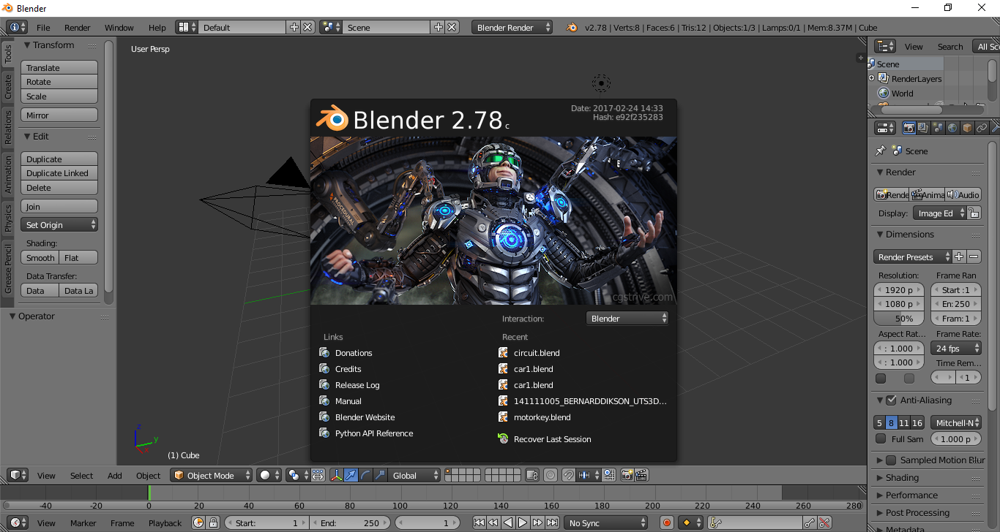 Blender
File Render Window Help Default Scene Blender Render v2.78 | Verts:8 | Faces:6 | Tris:12 | Objects:1/3 | Lamps:0/1 | Mem:8.37M | Cube
Tools
Create
Relations
Animation
Physics
Grease Pencil
Transform
Translate
Rotate
Scale
Mirror
Edit
Duplicate
Duplicate Linked
Delete
Join
Set Origin
Shading:
Smooth Flat
Data Transfer:
Data Data La
Operator
User Persp
Blender 2.78 c
Date: 2017-02-24 14:33
Hash: e92f235283
cgstrive.com
Interaction: Blender
Links
Donations
Credits
Release Log
Manual
Blender Website
Python API Reference
Recent
circuit.blend
car1.blend
car1.blend
141111005_BERNARDDIKSON_UTS3D...
motorkey.blend
Recover Last Session
z
y
x
(1) Cube
View Search All Sc
Scene
RenderLayers
World
Scene
Render
Rende Anima Audio
Display: Image Ed
Dimensions
Render Presets
Resolution: Frame Ran
1920 p Start :1
1080 p En: 250
50% Fram: 1
Aspect Rat... Frame Rate:
: 1.000 24 fps
: 1.000 Time Rem...
1
Anti-Aliasing
5 8 11 16 Mitchell-N
Full Sam 1.000 p
Sampled Motion Blur
Shading
Performance
Post Processing
Metadata
View Select Add Object Object Mode Global
-40 -20 0 20 40 60 80 100 120 140 160 180 200 220 240 260 280
View Marker Frame Playback Start: 1 End: 250 1 No Sync